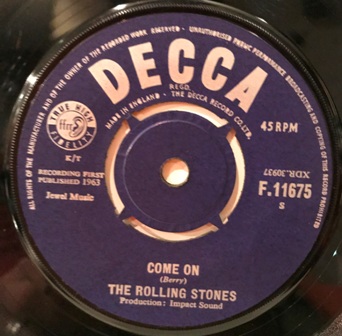 ALL RIGHTS OF THE MANUFACTURER AND OF THE OWNER OF THE RECORDED WORK RESERVED · UNAUTHORISED PUBLIC PERFORMANCE BROADCASTING AND COPYING OF THIS RECORD PROHIBITED
DECCA
REGD.
MADE IN ENGLAND · THE DECCA RECORD CO. LTD.
TRUE HIGH
ffrr
FIDELITY
45 RPM
K/T
RECORDING FIRST
PUBLISHED 1963
Jewel Music
XDR.30937
F.11675
S
COME ON
(Berry)
THE ROLLING STONES
Production: Impact Sound